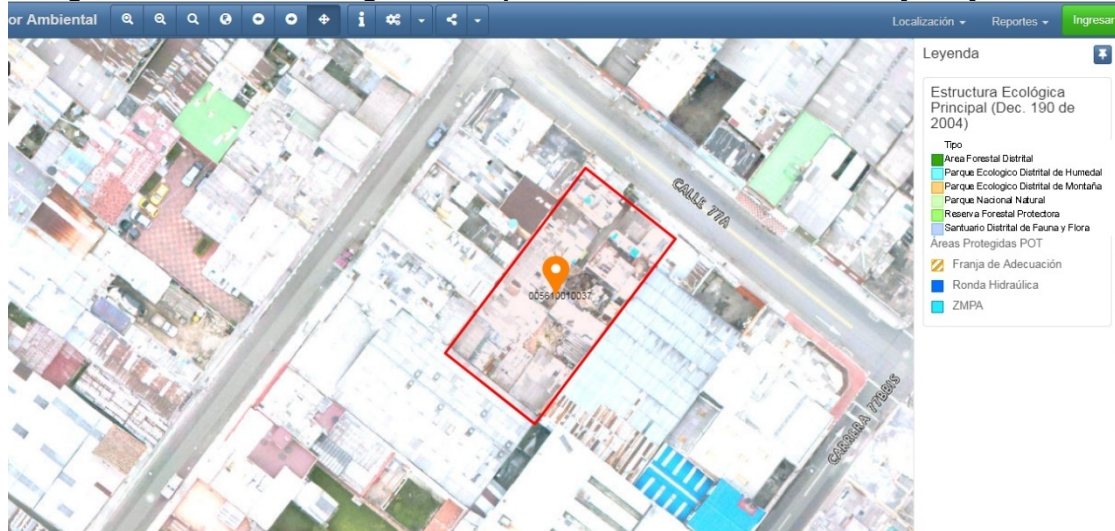 or Ambiental
Localización
Reportes
Ingresar
Leyenda
Estructura Ecológica
Principal (Dec. 190 de
2004)
Tipo
Area Forestal Distrital
Parque Ecologico Distrital de Humedal
Parque Ecologico Distrital de Montaña
Parque Nacional Natural
Reserva Forestal Protectora
Santuario Distrital de Fauna y Flora
Áreas Protegidas POT
Franja de Adecuación
Ronda Hidraúlica
ZMPA
CALLE 77A
005610010037
CARRERA 77BBIS